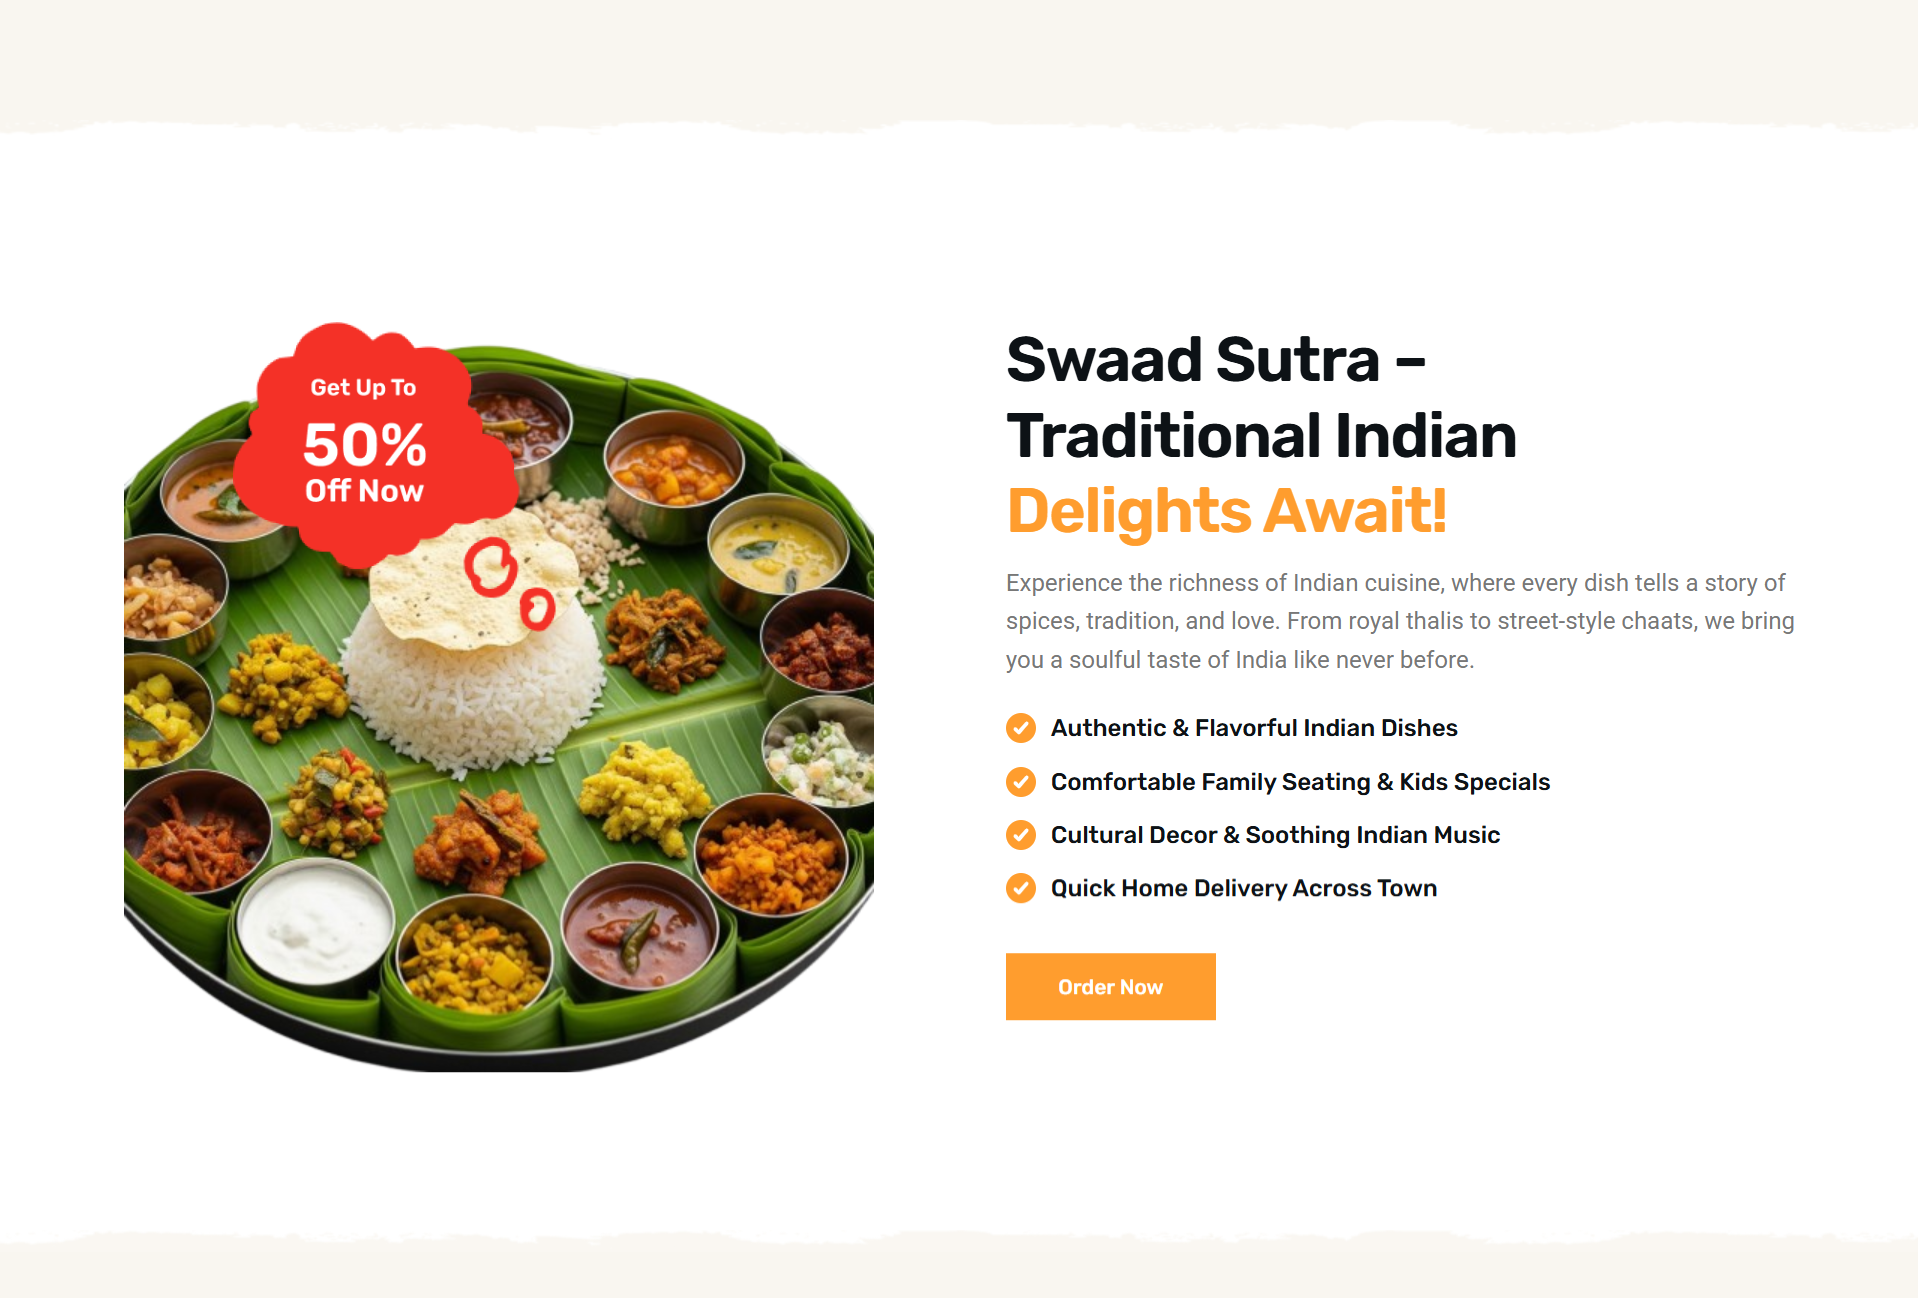 Get Up To
50%
Off Now
Swaad Sutra –
Traditional Indian
Delights Await!
Experience the richness of Indian cuisine, where every dish tells a story of
spices, tradition, and love. From royal thalis to street-style chaats, we bring
you a soulful taste of India like never before.
Authentic & Flavorful Indian Dishes
Comfortable Family Seating & Kids Specials
Cultural Decor & Soothing Indian Music
Quick Home Delivery Across Town
Order Now